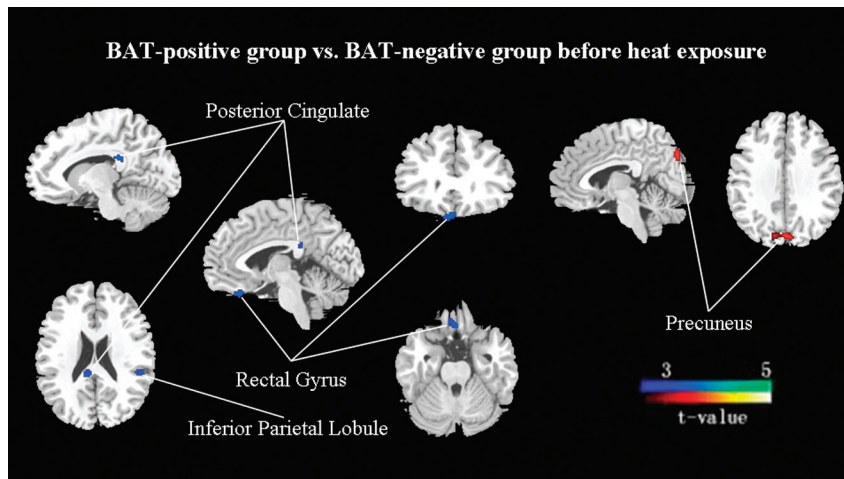 BAT-positive group vs. BAT-negative group before heat exposure
Posterior Cingulate
Precuneus
Rectal Gyrus
Inferior Parietal Lobule
3 5
t-value